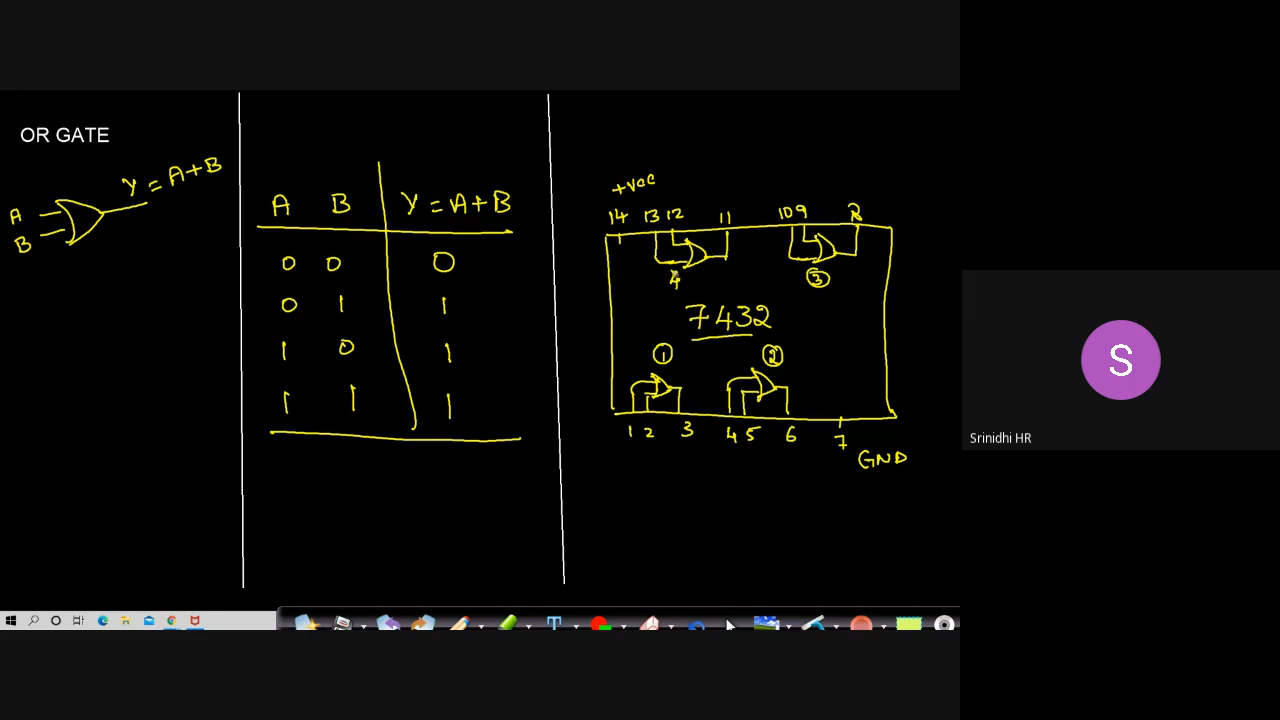 OR GATE
Y = A+B
A
B
A B Y = A+B
0 0 0
0 1 1
1 0 1
1 1 1
+VCC
14 13 12 11 10 9 8
4 3
7432
1 2
1 2 3 4 5 6 7
GND
S
Srinidhi HR
T